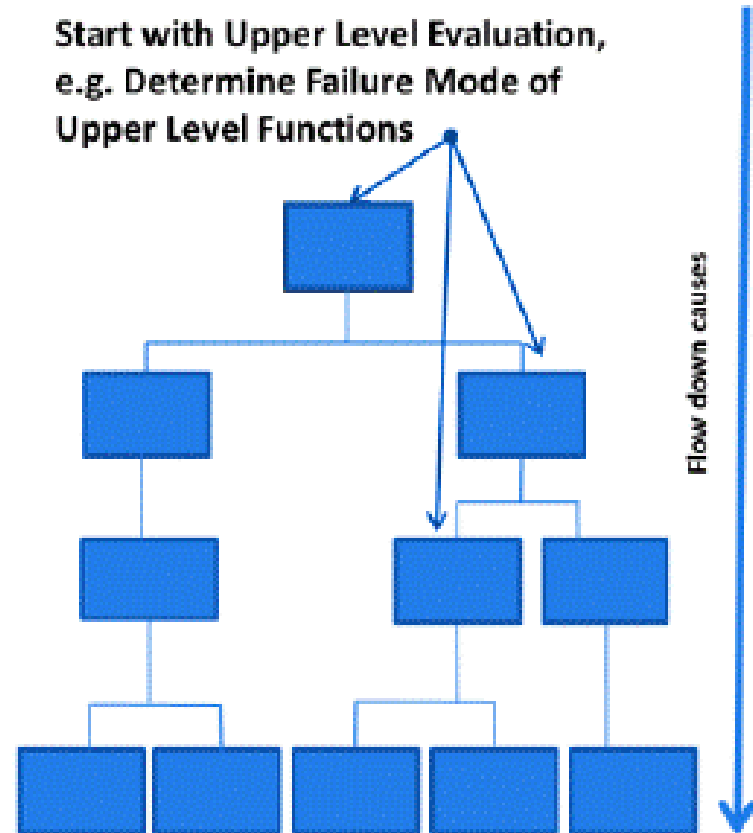 Start with Upper Level Evaluation,
e.g. Determine Failure Mode of
Upper Level Functions
Flow down causes